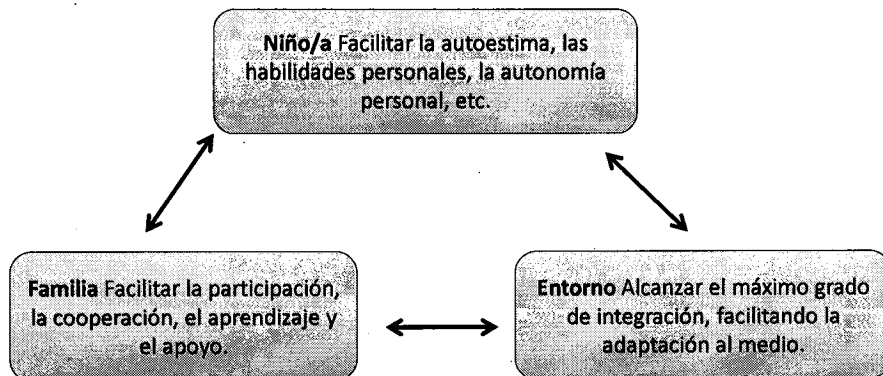 Niño/a Facilitar la autoestima, las
habilidades personales, la autonomía
personal, etc.
Familia Facilitar la participación,
la cooperación, el aprendizaje y
el apoyo.
Entorno Alcanzar el máximo grado
de integración, facilitando la
adaptación al medio.